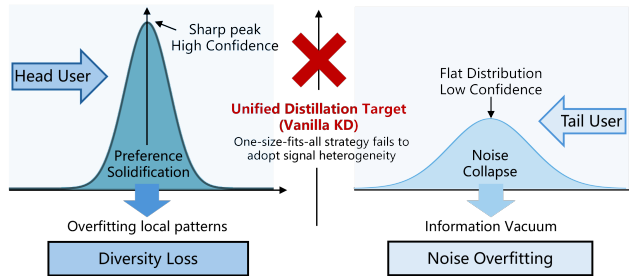 Sharp peak
High Confidence
Head User
Preference
Solidification
Overfitting local patterns
Diversity Loss
Unified Distillation Target
(Vanilla KD)
One-size-fits-all strategy fails to
adopt signal heterogeneity
Flat Distribution
Low Confidence
Tail User
Noise
Collapse
Information Vacuum
Noise Overfitting